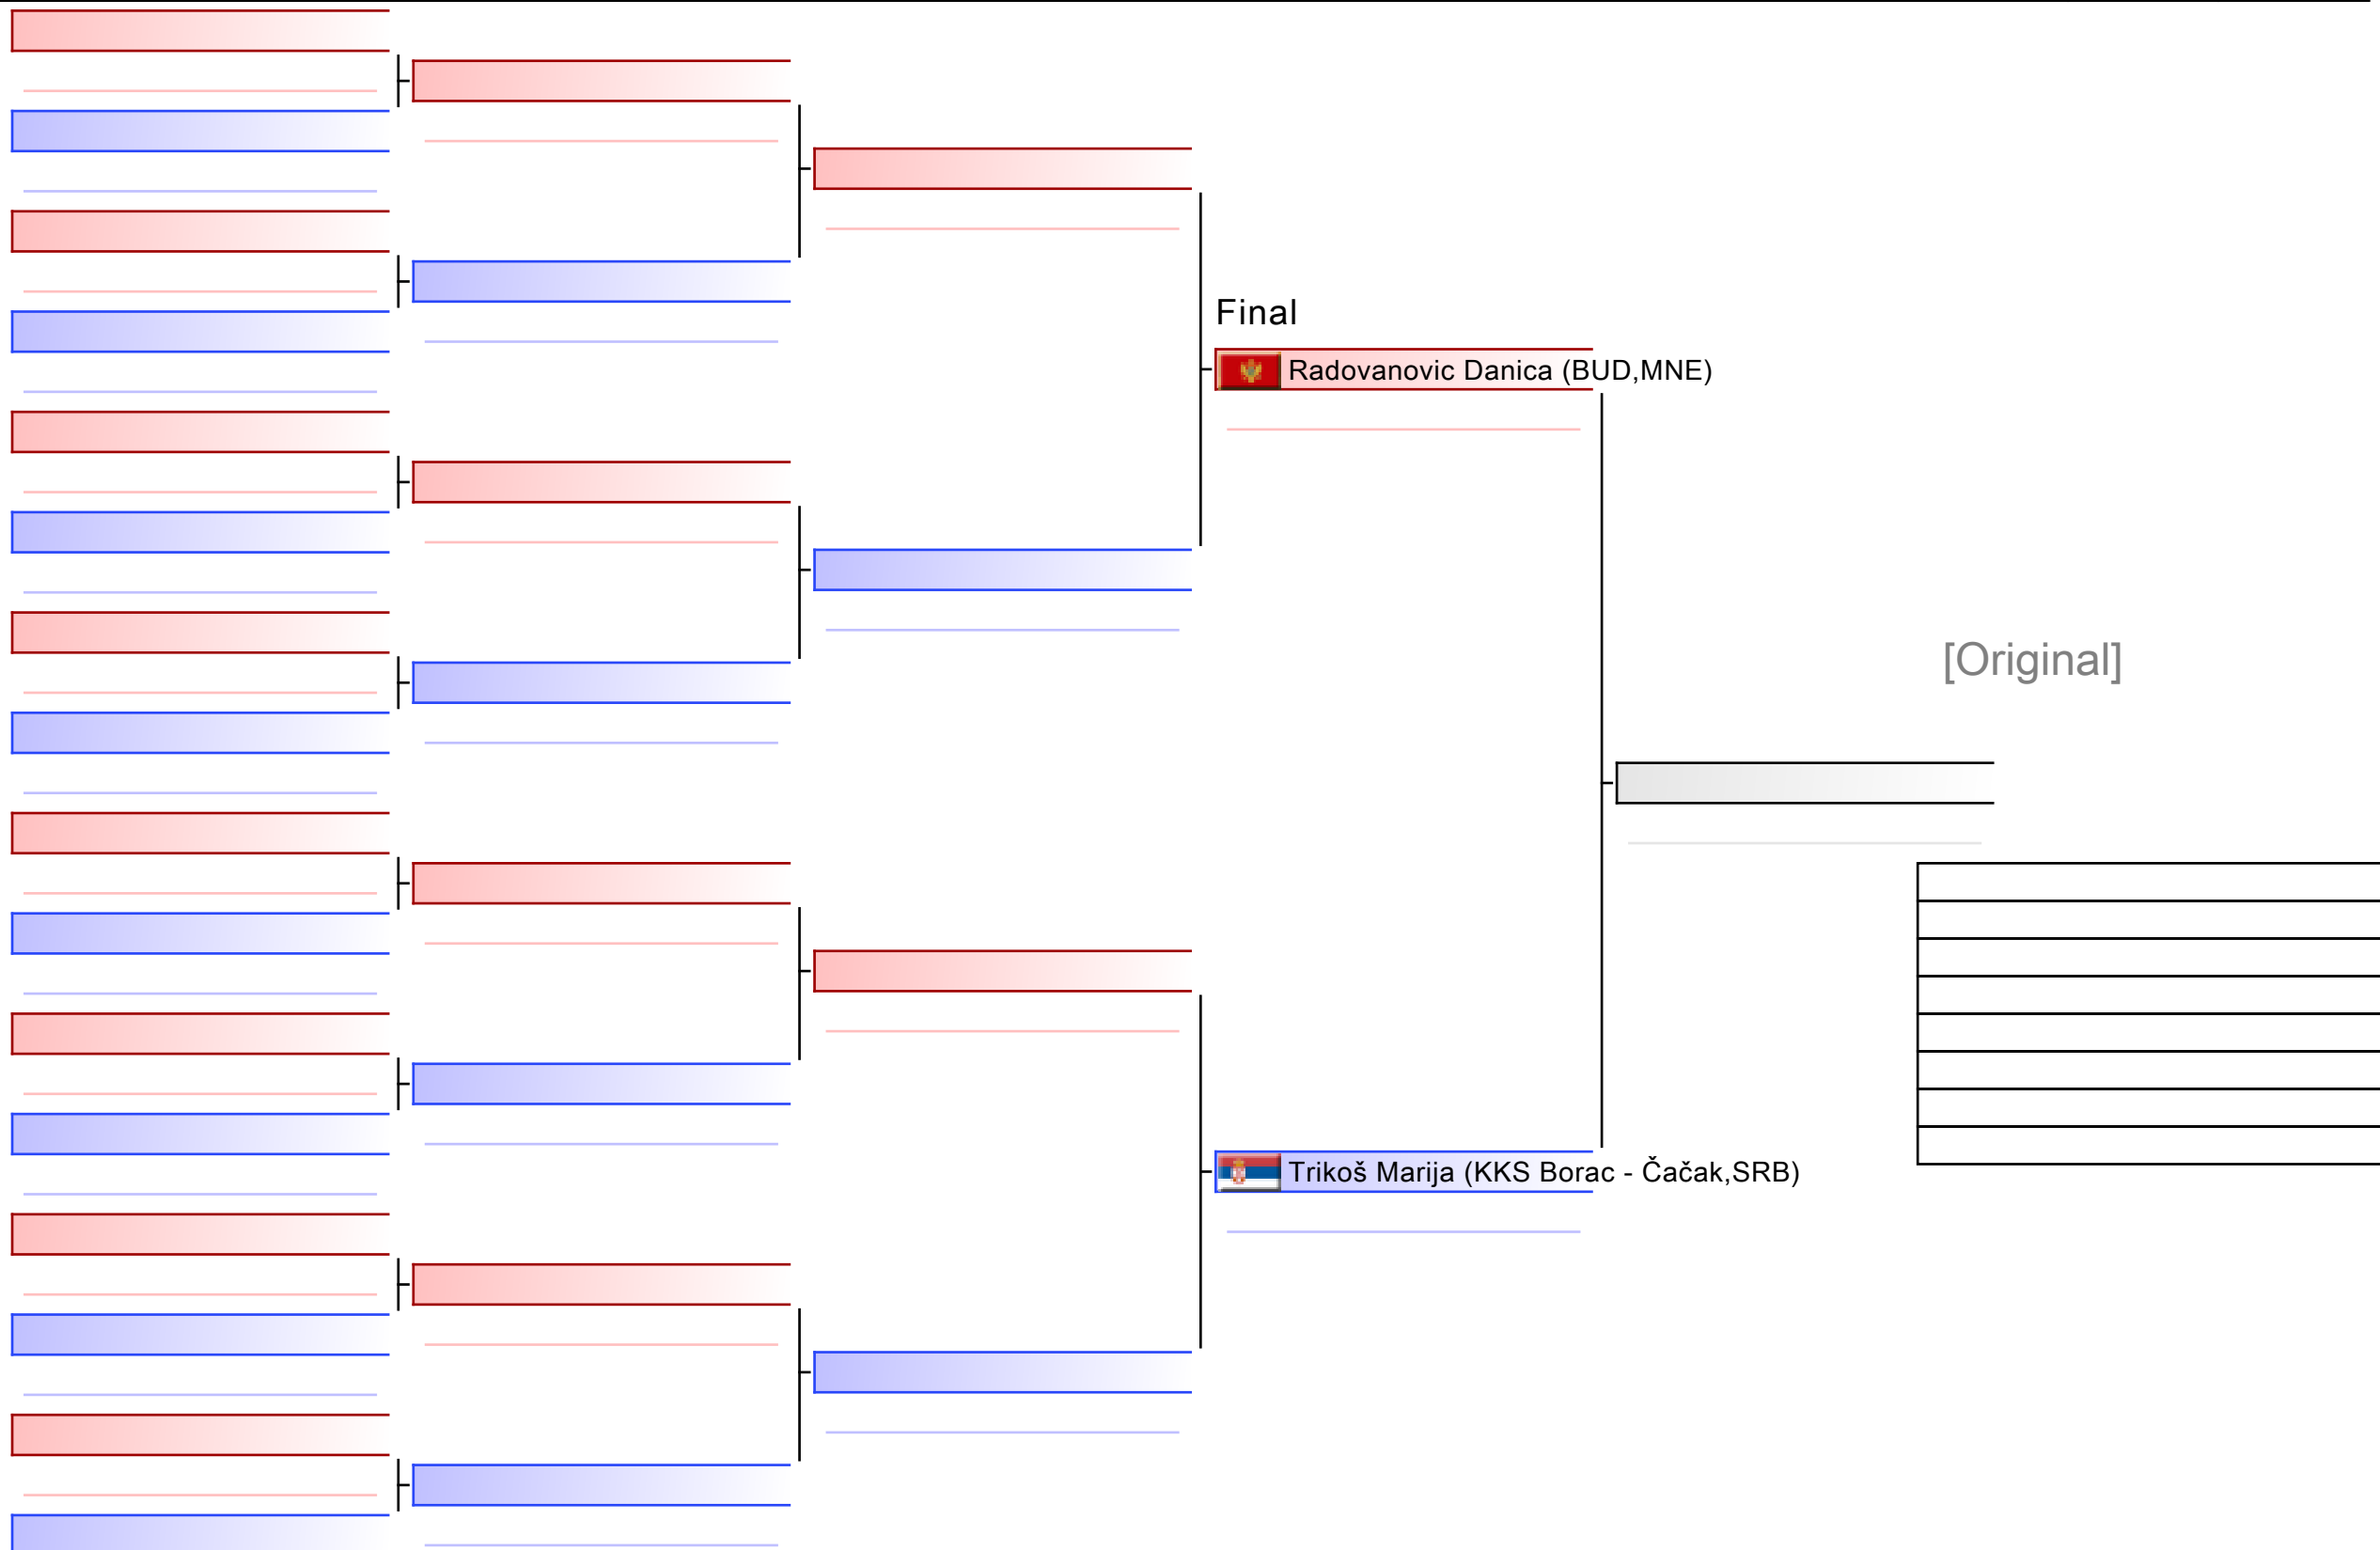 Final
Radovanovic Danica (BUD,MNE)
[Original]
Trikoš Marija (KKS Borac - Čačak,SRB)